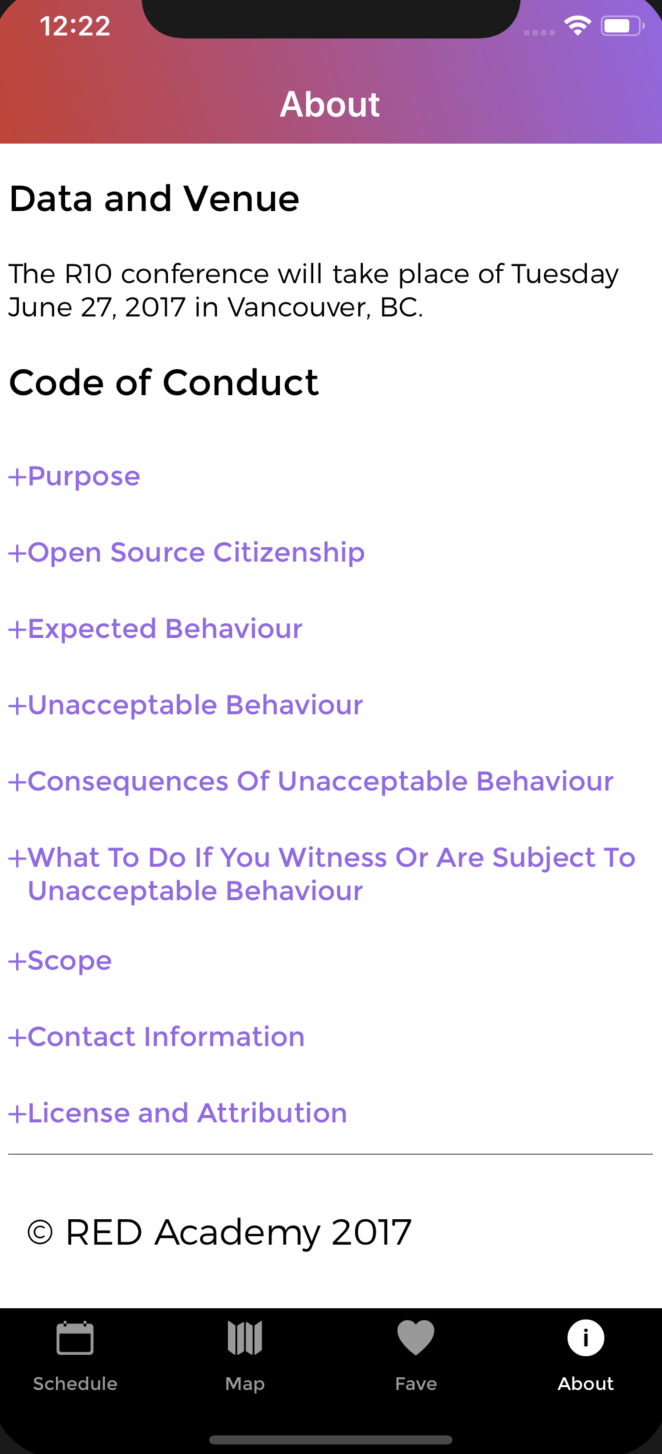 12:22
About
Data and Venue
The R10 conference will take place of Tuesday
June 27, 2017 in Vancouver, BC.
Code of Conduct
+Purpose
+Open Source Citizenship
+Expected Behaviour
+Unacceptable Behaviour
+Consequences Of Unacceptable Behaviour
+What To Do If You Witness Or Are Subject To
Unacceptable Behaviour
+Scope
+Contact Information
+License and Attribution
© RED Academy 2017
Schedule Map Fave About